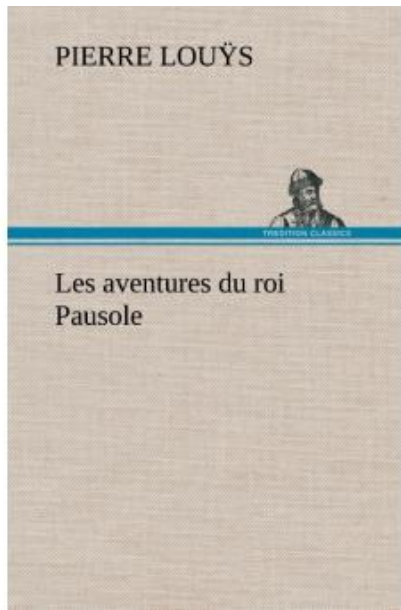 PIERRE LOUŸS
TREDITION CLASSICS
Les aventures du roi
Pausole